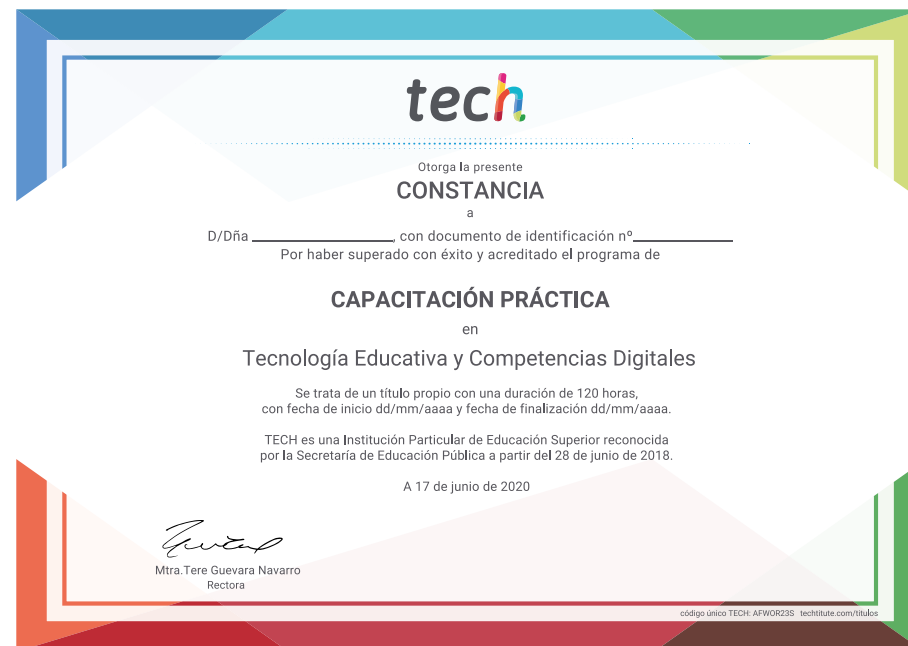 tech
Otorga la presente
CONSTANCIA
a
D/Dña ____________________, con documento de identificación nº______________
Por haber superado con éxito y acreditado el programa de
CAPACITACIÓN PRÁCTICA
en
Tecnología Educativa y Competencias Digitales
Se trata de un título propio con una duración de 120 horas,
con fecha de inicio dd/mm/aaaa y fecha de finalización dd/mm/aaaa.
TECH es una Institución Particular de Educación Superior reconocida
por la Secretaría de Educación Pública a partir del 28 de junio de 2018.
A 17 de junio de 2020
Mtra.Tere Guevara Navarro
Rectora
código único TECH: AFWOR23S techtitute.com/titulos